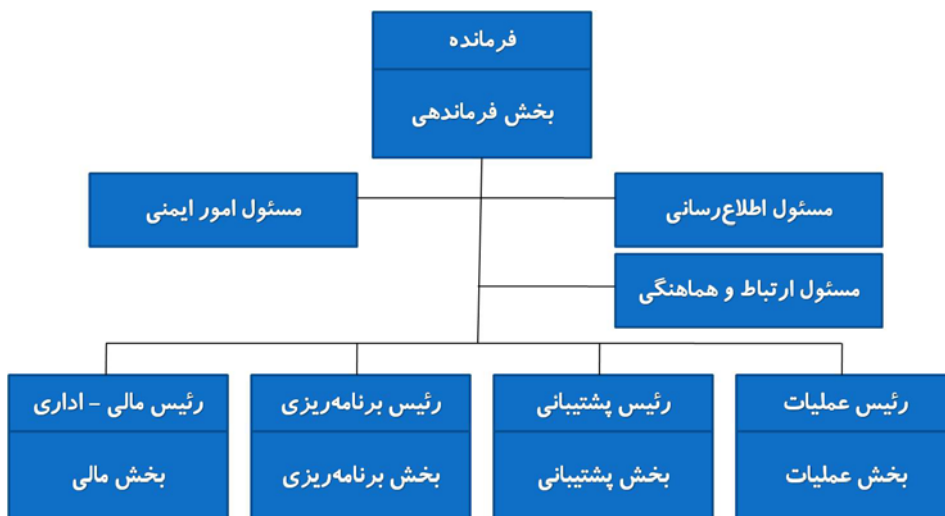 فرمانده
بخش فرماندهی
مسئول اطلاع‌رسانی
مسئول امور ایمنی
مسئول ارتباط و هماهنگی
رئیس عملیات
بخش عملیات
رئیس پشتیبانی
بخش پشتیبانی
رئیس برنامه‌ریزی
بخش برنامه‌ریزی
رئیس مالی – اداری
بخش مالی